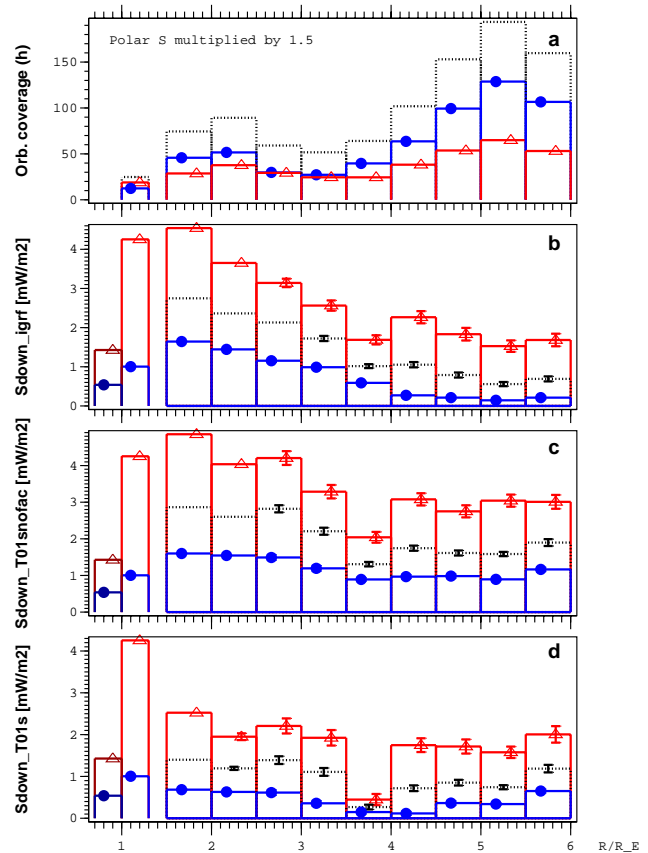 Polar S multiplied by 1.5
a
Orb. coverage (h)
150
100
50
0
b
Sdown_igrf [mW/m2]
4
3
2
1
0
c
Sdown_T01snofac [mW/m2]
4
3
2
1
0
d
Sdown_T01s [mW/m2]
4
3
2
1
0
1 2 3 4 5 6 R/R_E